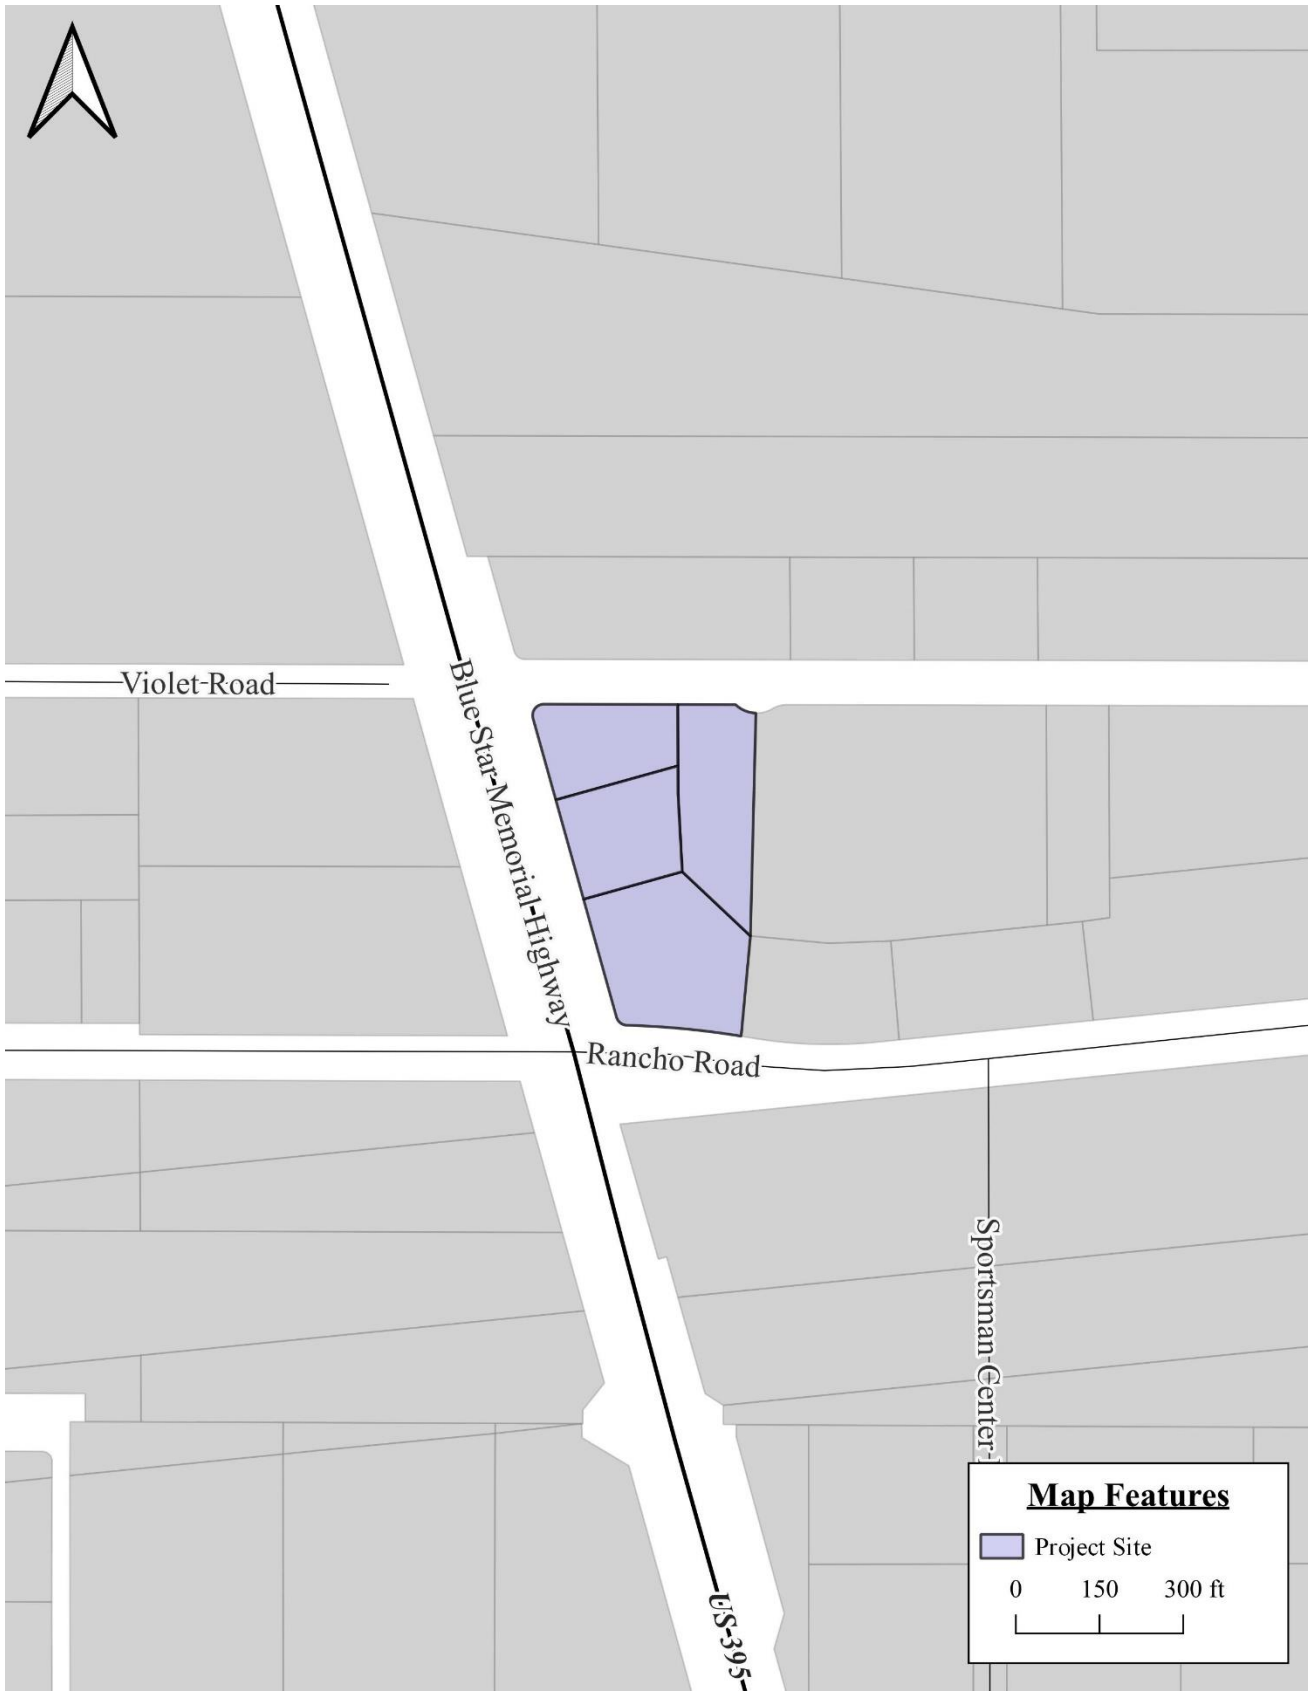 Violet Road
Blue Star Memorial Highway
Rancho Road
Sportsman Center
Map Features
Project Site
0 150 300 ft
US-395